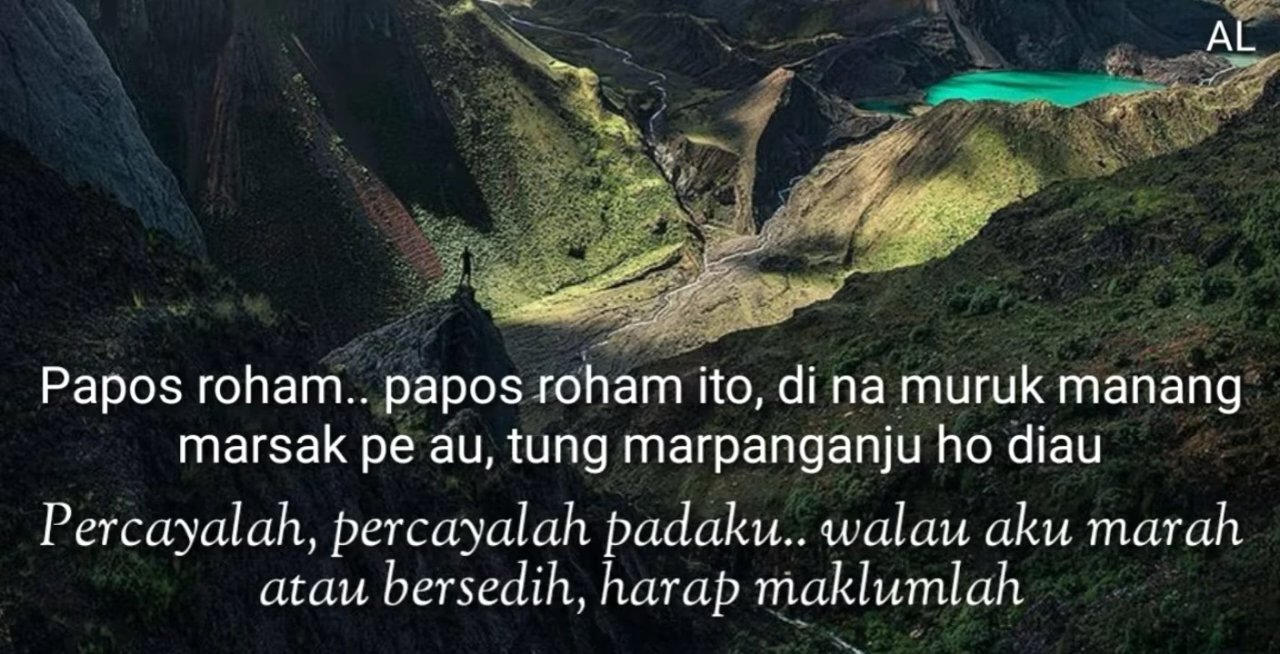 AL
Papos roham.. papos roham ito, di na muruk manang
marsak pe au, tung marpanganju ho diau
Percayalah, percayalah padaku.. walau aku marah
atau bersedih, harap maklumlah